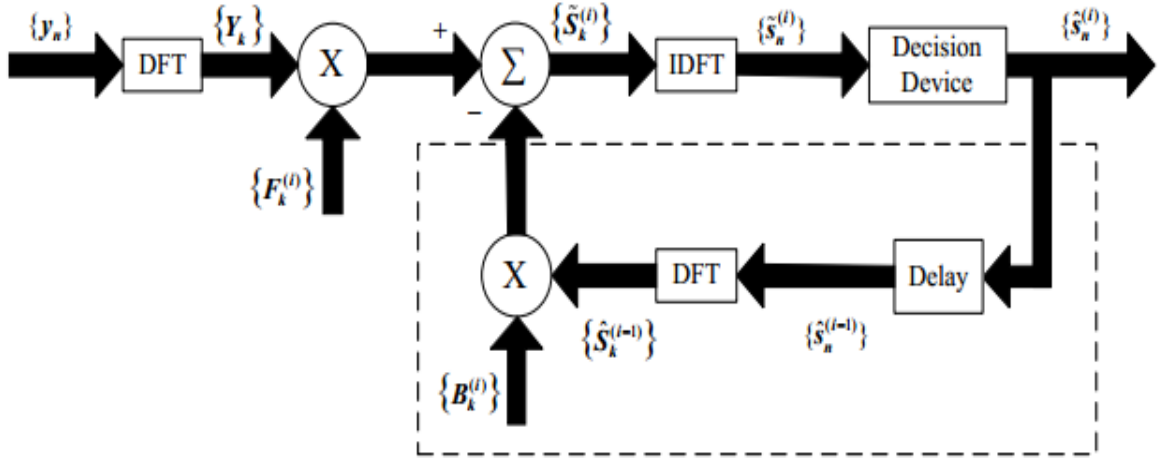 {y_n}
DFT
{Y_k}
X
{F_k^(i)}
+
−
Σ
{S̃_k^(i)}
IDFT
{s̃_n^(i)}
Decision
Device
{ŝ_n^(i)}
X
{B_k^(i)}
{Ŝ_k^(i−1)}
DFT
{ŝ_n^(i−1)}
Delay